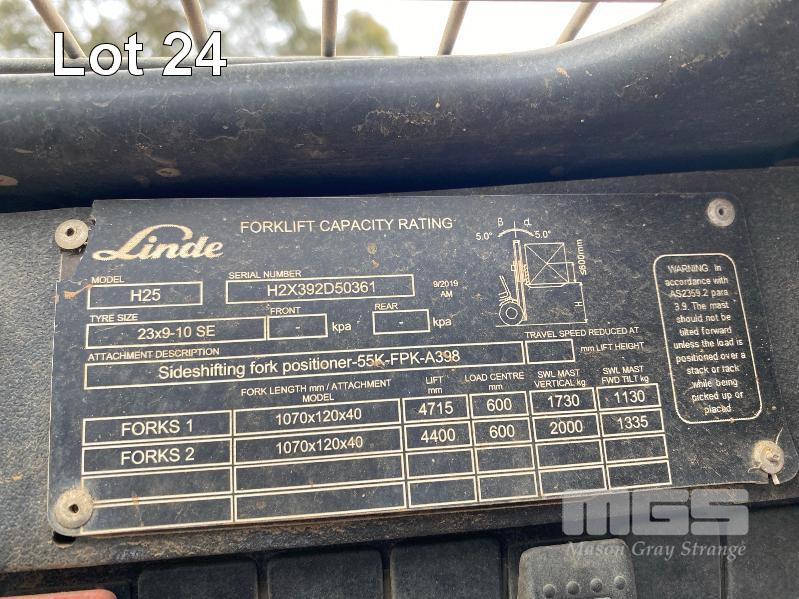 Lot 24
Linde
FORKLIFT CAPACITY RATING
MODEL
H25
SERIAL NUMBER
H2X392D50361
9/2019
AM
TYRE SIZE
23x9-10 SE
FRONT
- kpa
REAR
- kpa
ATTACHMENT DESCRIPTION
Sideshifting fork positioner-55K-FPK-A398
TRAVEL SPEED REDUCED AT
mm LIFT HEIGHT
β α
5.0° 5.0°
≤600mm
H
FORK LENGTH mm / ATTACHMENT MODEL LIFT mm LOAD CENTRE mm SWL MAST VERTICAL kg SWL MAST FWD TILT kg
FORKS 1 1070x120x40 4715 600 1730 1130
FORKS 2 1070x120x40 4400 600 2000 1335
WARNING. In
accordance with
AS2359.2 para
3.9. The mast
should not be
tilted forward
unless the load is
positioned over a
stack or rack
while being
picked up or
placed
MGS
Mason Gray Strange